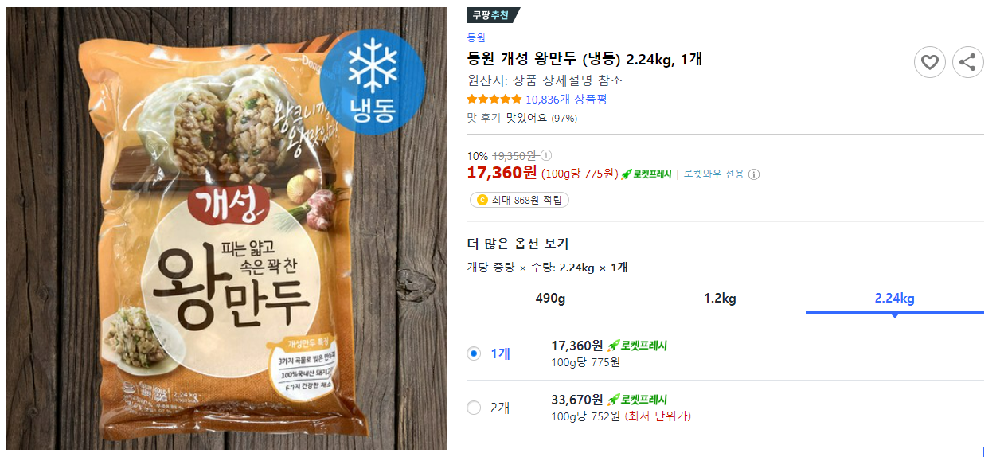 Dongwon
냉동
왕크니까
왕맛있다!
개성
피는 얇고
속은 꽉 찬
왕만두
개성만두 특징
3가지 곡물로 빚은 만두피
100%국내산 돼지고기
6가지 건강한 채소
2.24 kg
쿠팡추천
동원
동원 개성 왕만두 (냉동) 2.24kg, 1개
원산지: 상품 상세설명 참조
10,836개 상품평
맛 후기 맛있어요 (97%)
10% 19,350원
17,360원 (100g당 775원) 로켓프레시 | 로켓와우 전용
최대 868원 적립
더 많은 옵션 보기
개당 중량 × 수량: 2.24kg × 1개
490g 1.2kg 2.24kg
1개 17,360원 로켓프레시
100g당 775원
2개 33,670원 로켓프레시
100g당 752원 (최저 단위가)